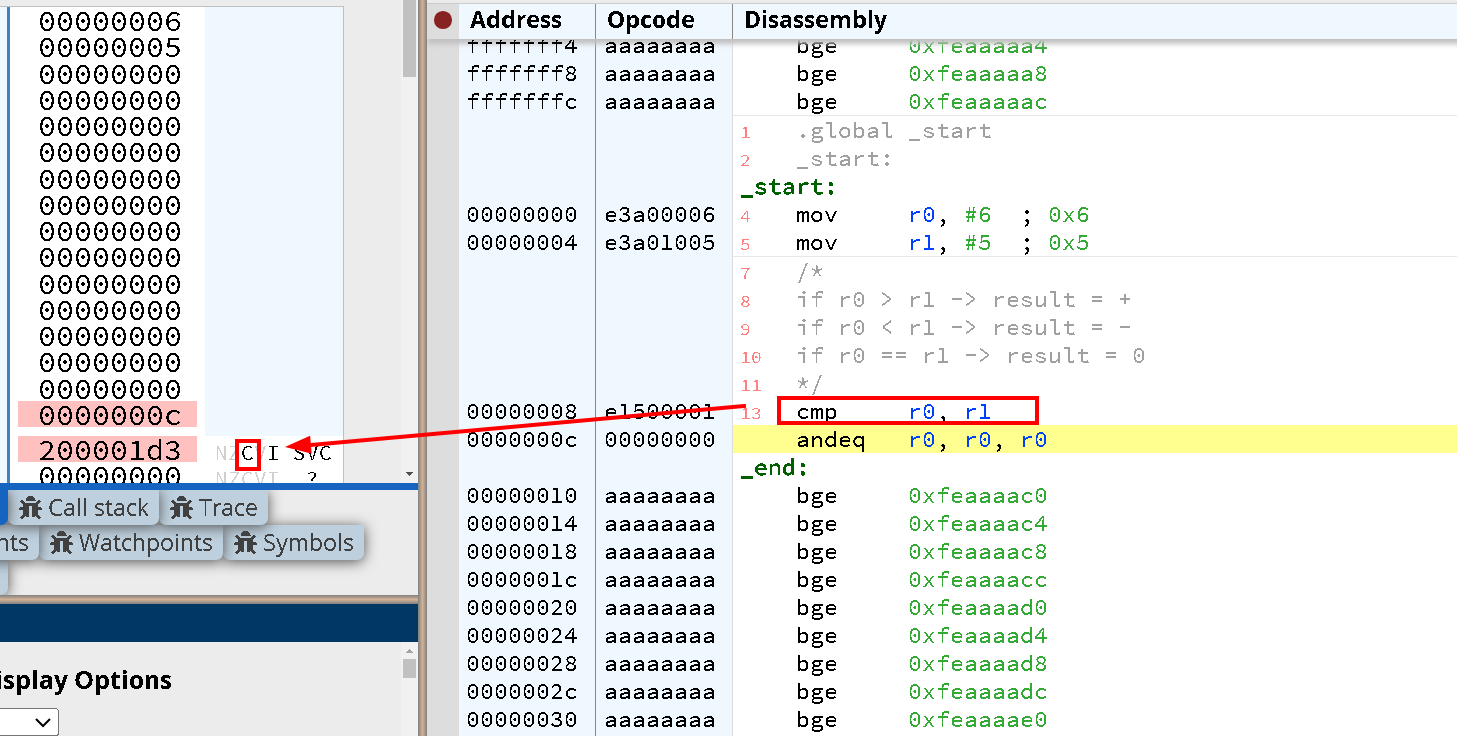 00000006
00000005
00000000
00000000
00000000
00000000
00000000
00000000
00000000
00000000
00000000
00000000
00000000
00000000
00000000
0000000c
200001d3 NZCVI SVC
00000000 NZCVI ?
Call stack Trace
nts Watchpoints Symbols
isplay Options
Address Opcode Disassembly
fffffff4 aaaaaaaa bge 0xfeaaaaa4
fffffff8 aaaaaaaa bge 0xfeaaaaa8
fffffffc aaaaaaaa bge 0xfeaaaaac
1 .global _start
2 _start:
_start:
00000000 e3a00006 4 mov r0, #6 ; 0x6
00000004 e3a01005 5 mov r1, #5 ; 0x5
7 /*
8 if r0 > r1 -> result = +
9 if r0 < r1 -> result = -
10 if r0 == r1 -> result = 0
11 */
00000008 e1500001 13 cmp r0, r1
0000000c 00000000 andeq r0, r0, r0
_end:
00000010 aaaaaaaa bge 0xfeaaaac0
00000014 aaaaaaaa bge 0xfeaaaac4
00000018 aaaaaaaa bge 0xfeaaaac8
0000001c aaaaaaaa bge 0xfeaaaacc
00000020 aaaaaaaa bge 0xfeaaaad0
00000024 aaaaaaaa bge 0xfeaaaad4
00000028 aaaaaaaa bge 0xfeaaaad8
0000002c aaaaaaaa bge 0xfeaaaadc
00000030 aaaaaaaa bge 0xfeaaaae0